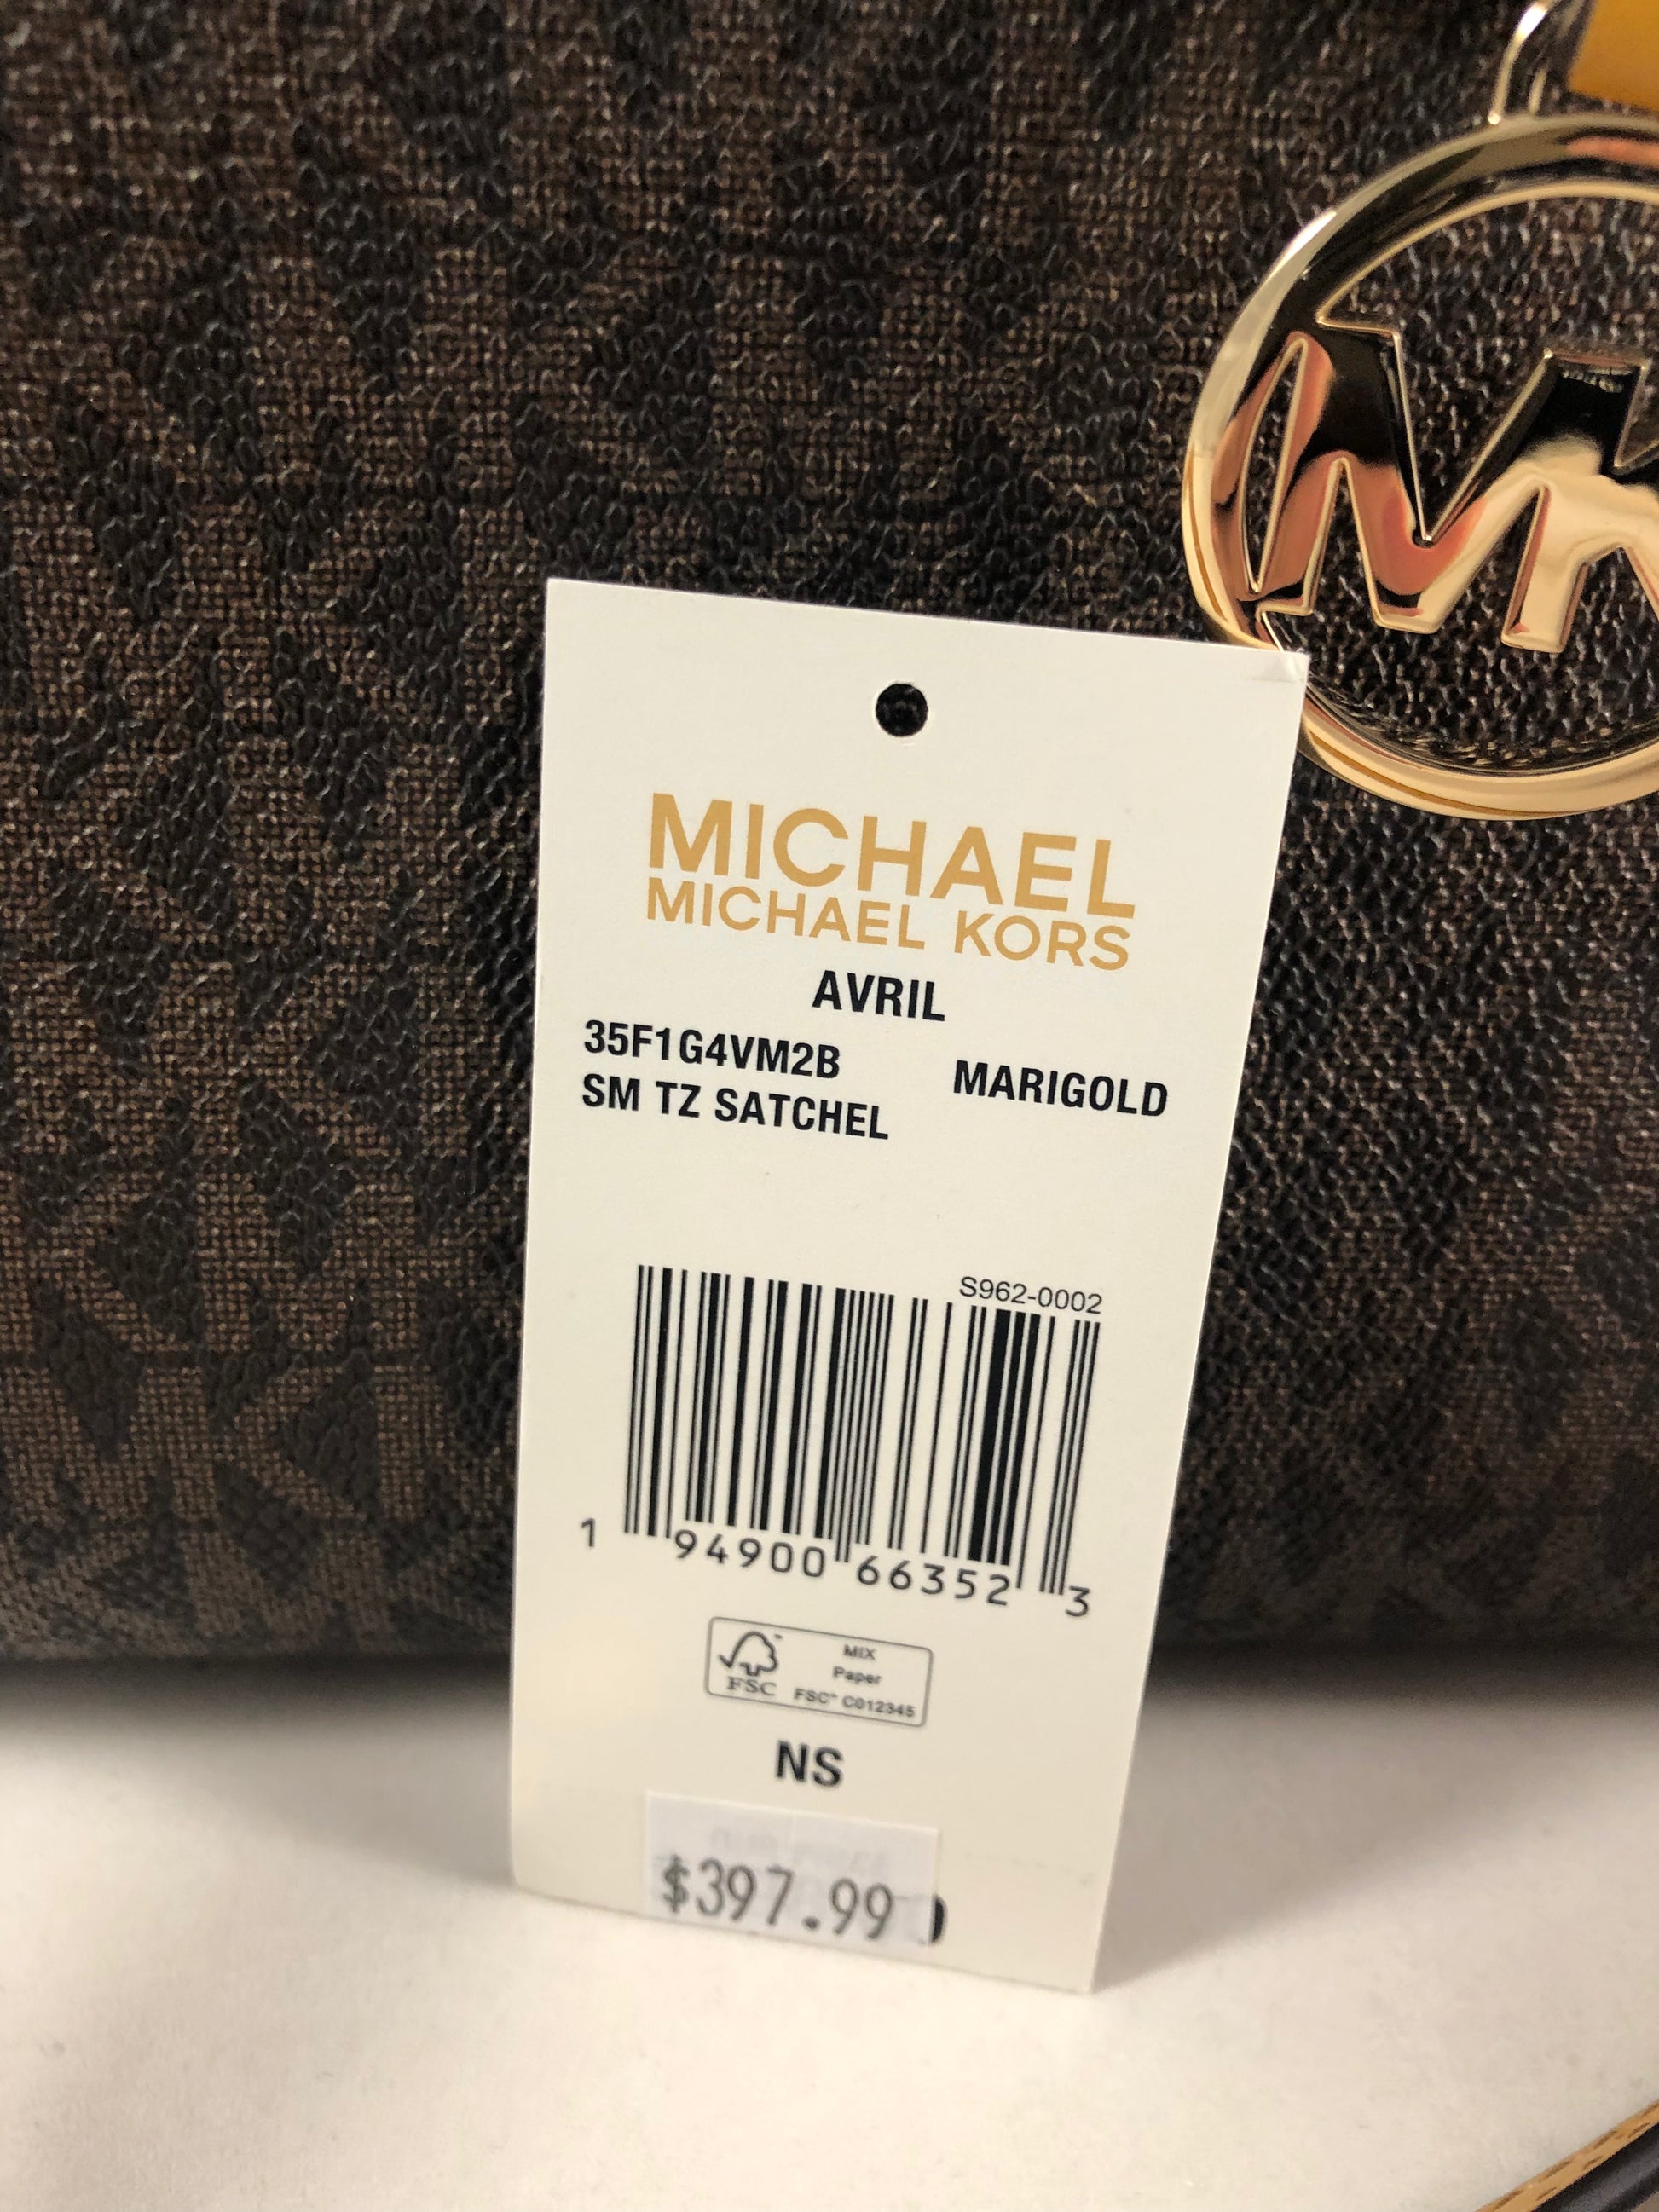 MK
MICHAEL
MICHAEL KORS
AVRIL
35F1G4VM2B
MARIGOLD
SM TZ SATCHEL
S962-0002
1 94900 66352 3
FSC
MIX
Paper
FSC™ C012345
NS
$397.99